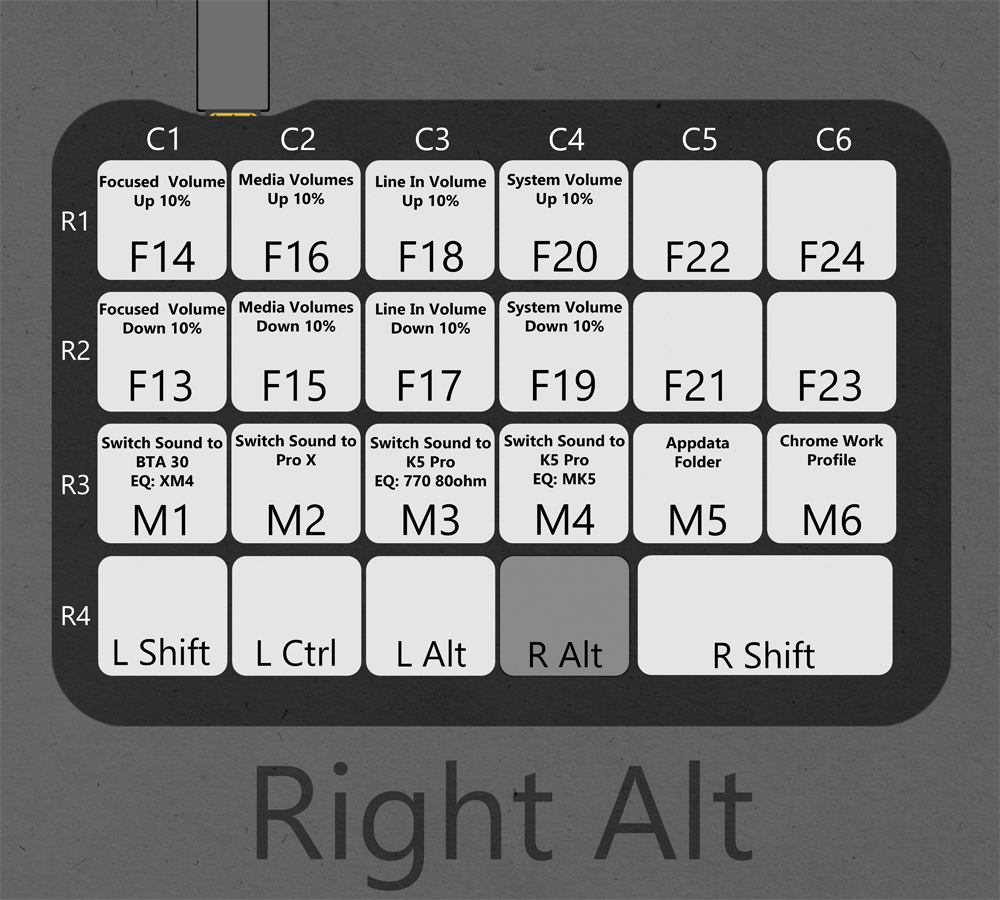 C1 C2 C3 C4 C5 C6
R1
Focused Volume
Up 10%
F14
Media Volumes
Up 10%
F16
Line In Volume
Up 10%
F18
System Volume
Up 10%
F20
F22
F24
R2
Focused Volume
Down 10%
F13
Media Volumes
Down 10%
F15
Line In Volume
Down 10%
F17
System Volume
Down 10%
F19
F21
F23
R3
Switch Sound to
BTA 30
EQ: XM4
M1
Switch Sound to
Pro X
M2
Switch Sound to
K5 Pro
EQ: 770 80ohm
M3
Switch Sound to
K5 Pro
EQ: MK5
M4
Appdata
Folder
M5
Chrome Work
Profile
M6
R4
L Shift
L Ctrl
L Alt
R Alt
R Shift
Right Alt